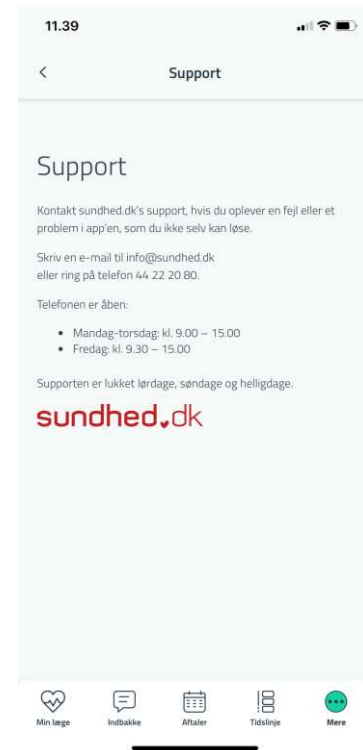 11.39
Support
Support
Kontakt sundhed.dk's support, hvis du oplever en fejl eller et
problem i app'en, som du ikke selv kan løse.
Skriv en e-mail til info@sundhed.dk
eller ring på telefon 44 22 20 80.
Telefonen er åben:
• Mandag-torsdag: kl. 9.00 – 15.00
• Fredag: kl. 9.30 – 15.00
Supporten er lukket lørdage, søndage og helligdage.
sundhed.dk
Min læge Indbakke Aftaler Tidslinje Mere